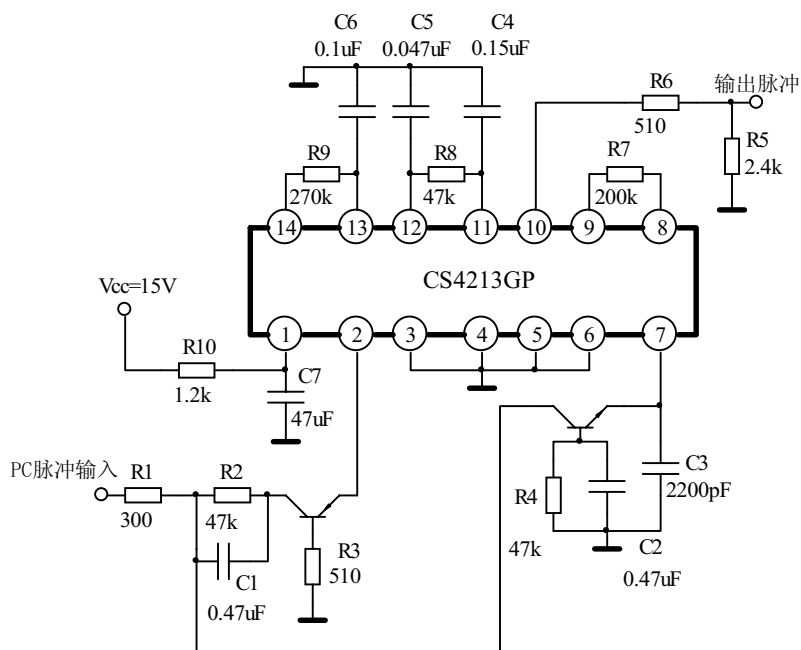 C6 C5 C4
0.1uF 0.047uF 0.15uF
R6 输出脉冲
510
R5
2.4k
R9 R8 R7
270k 47k 200k
14 13 12 11 10 9 8
CS4213GP
Vcc=15V
1 2 3 4 5 6 7
R10
1.2k
C7
47uF
PC脉冲输入
R1 R2
300 47k
C1
0.47uF
R3
510
R4
47k
C3
2200pF
C2
0.47uF